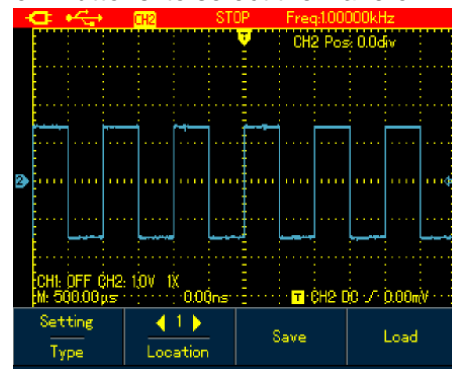 CH2 STOP Freq:1.00000kHz
T
CH2 Pos: 0.0div
2
CH1: OFF CH2: 1.0V 1X
M: 500.00μs 0.00ns T CH2 DC 0.00mV
Setting 1 Save Load
Type Location